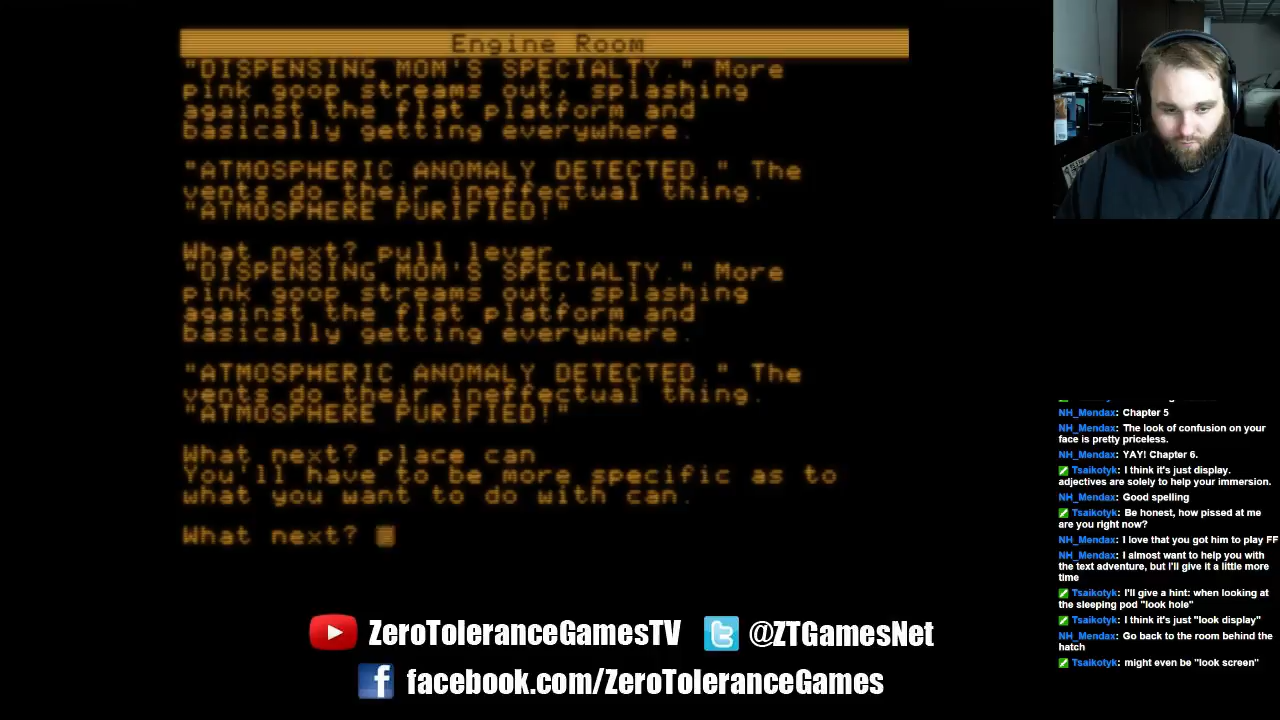 Engine Room
"DISPENSING MOM'S SPECIALTY." More
pink goop streams out, splashing
against the flat platform and
basically getting everywhere.
"ATMOSPHERIC ANOMALY DETECTED." The
vents do their ineffectual thing.
"ATMOSPHERE PURIFIED!"
What next? pull lever
"DISPENSING MOM'S SPECIALTY." More
pink goop streams out, splashing
against the flat platform and
basically getting everywhere.
"ATMOSPHERIC ANOMALY DETECTED." The
vents do their ineffectual thing.
"ATMOSPHERE PURIFIED!"
What next? place can
You'll have to be more specific as to
what you want to do with can.
What next?
NH_Mendax: Chapter 5
NH_Mendax: The look of confusion on your
face is pretty priceless.
NH_Mendax: YAY! Chapter 6.
Tsaikotyk: I think it's just display.
adjectives are solely to help your immersion.
NH_Mendax: Good spelling
Tsaikotyk: Be honest, how pissed at me
are you right now?
NH_Mendax: I love that you got him to play FF
NH_Mendax: I almost want to help you with
the text adventure, but I'll give it a little more
time
Tsaikotyk: I'll give a hint: when looking at
the sleeping pod "look hole"
Tsaikotyk: I think it's just "look display"
NH_Mendax: Go back to the room behind the
hatch
Tsaikotyk: might even be "look screen"
ZeroToleranceGamesTV
@ZTGamesNet
facebook.com/ZeroToleranceGames